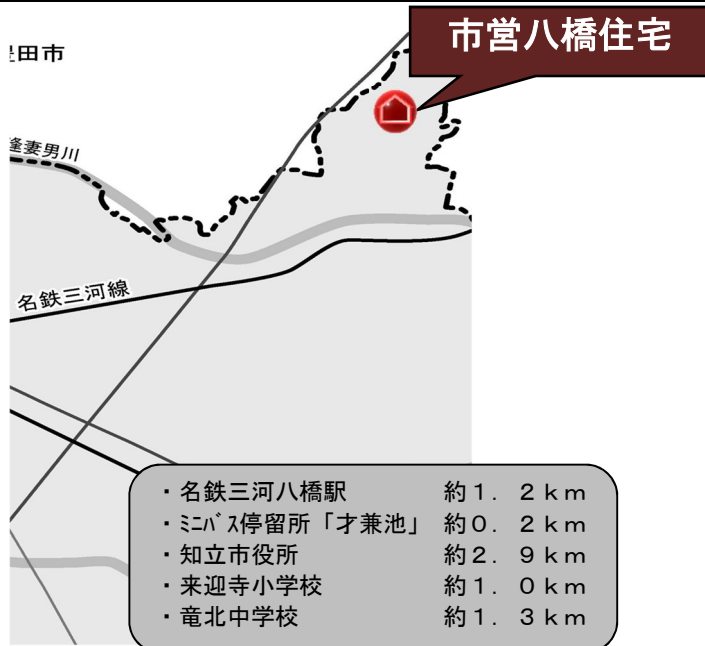 市営八橋住宅
豊田市
逢妻男川
名鉄三河線
・名鉄三河八橋駅 約１．２ｋｍ
・ﾐﾆﾊﾞｽ停留所「才兼池」 約０．２ｋｍ
・知立市役所 約２．９ｋｍ
・来迎寺小学校 約１．０ｋｍ
・竜北中学校 約１．３ｋｍ